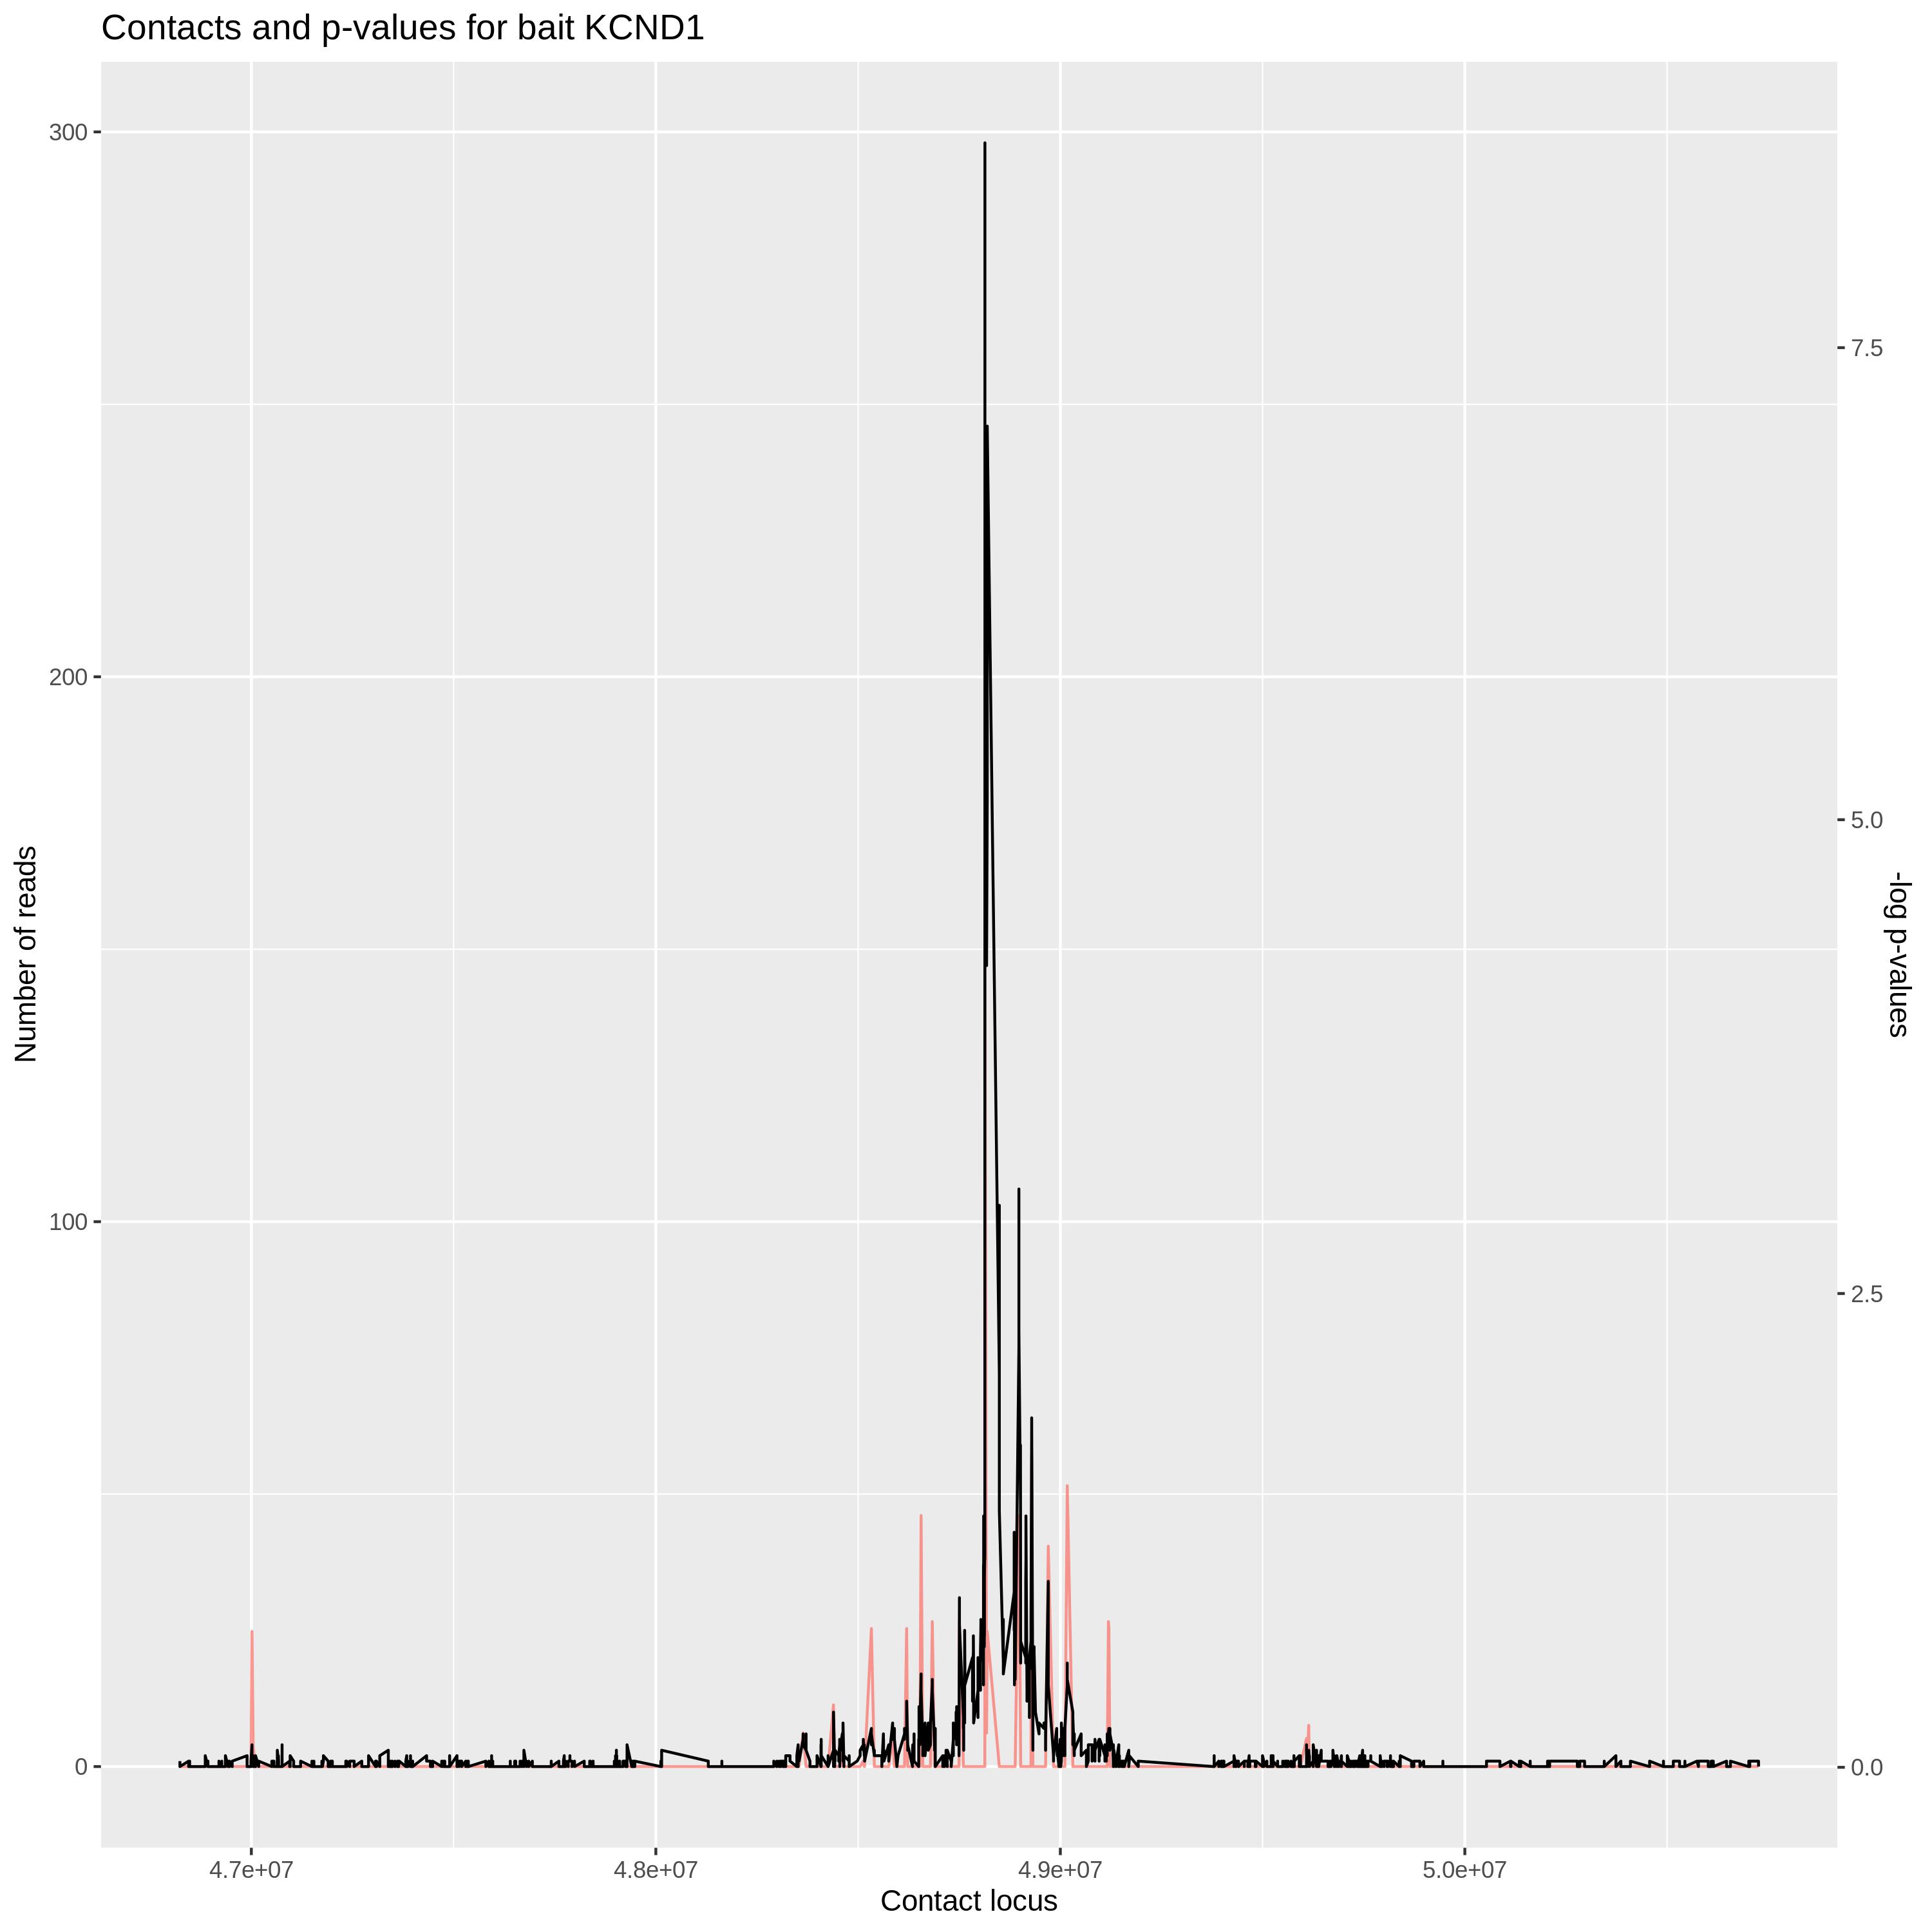 Contacts and p-values for bait KCND1
300
200
100
0
Number of reads
7.5
5.0
2.5
0.0
-log p-values
4.7e+07 4.8e+07 4.9e+07 5.0e+07
Contact locus